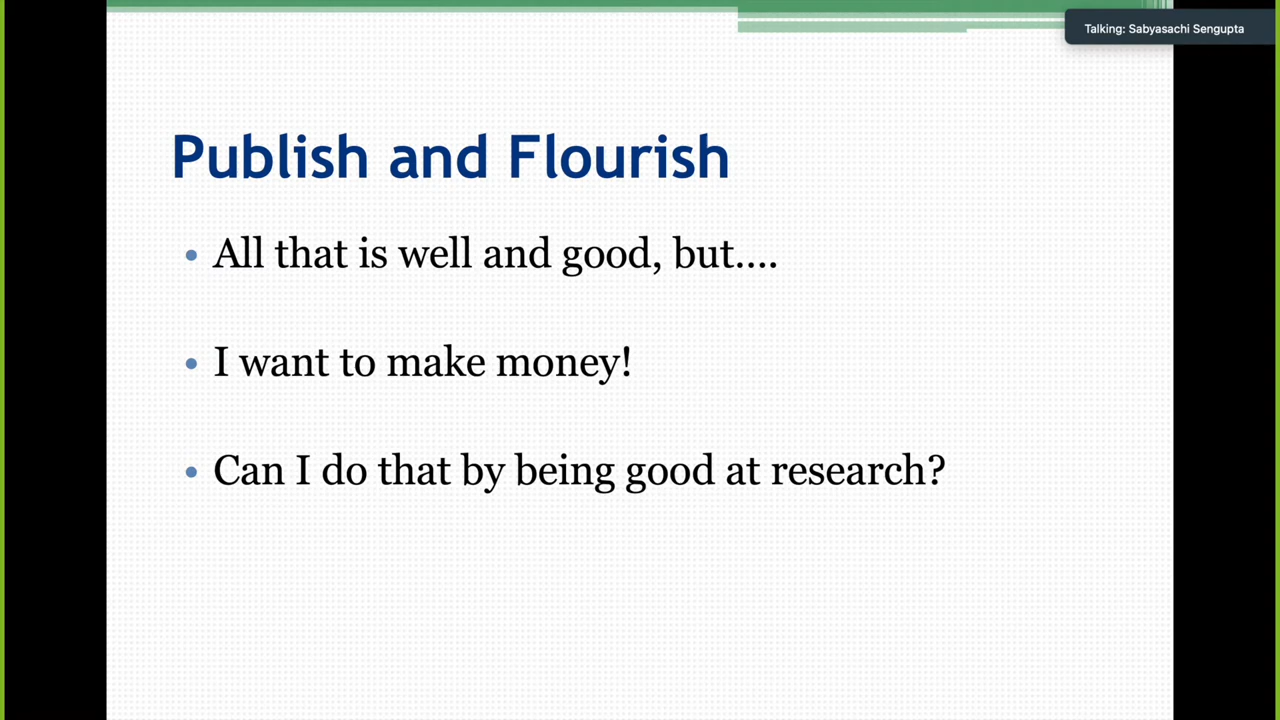 Talking: Sabyasachi Sengupta
Publish and Flourish
• All that is well and good, but....
• I want to make money!
• Can I do that by being good at research?